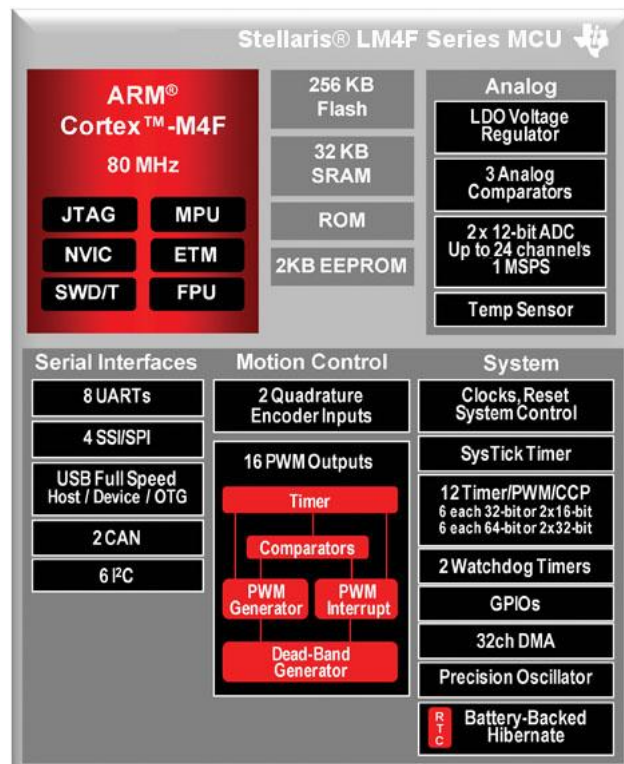 Stellaris® LM4F Series MCU
ARM®
Cortex™-M4F
80 MHz
JTAG
MPU
NVIC
ETM
SWD/T
FPU
256 KB
Flash
32 KB
SRAM
ROM
2KB EEPROM
Analog
LDO Voltage
Regulator
3 Analog
Comparators
2 x 12-bit ADC
Up to 24 channels
1 MSPS
Temp Sensor
Serial Interfaces
8 UARTs
4 SSI/SPI
USB Full Speed
Host / Device / OTG
2 CAN
6 I²C
Motion Control
2 Quadrature
Encoder Inputs
16 PWM Outputs
Timer
Comparators
PWM
Generator
PWM
Interrupt
Dead-Band
Generator
System
Clocks, Reset
System Control
SysTick Timer
12 Timer/PWM/CCP
6 each 32-bit or 2x16-bit
6 each 64-bit or 2x32-bit
2 Watchdog Timers
GPIOs
32ch DMA
Precision Oscillator
RTC
Battery-Backed
Hibernate